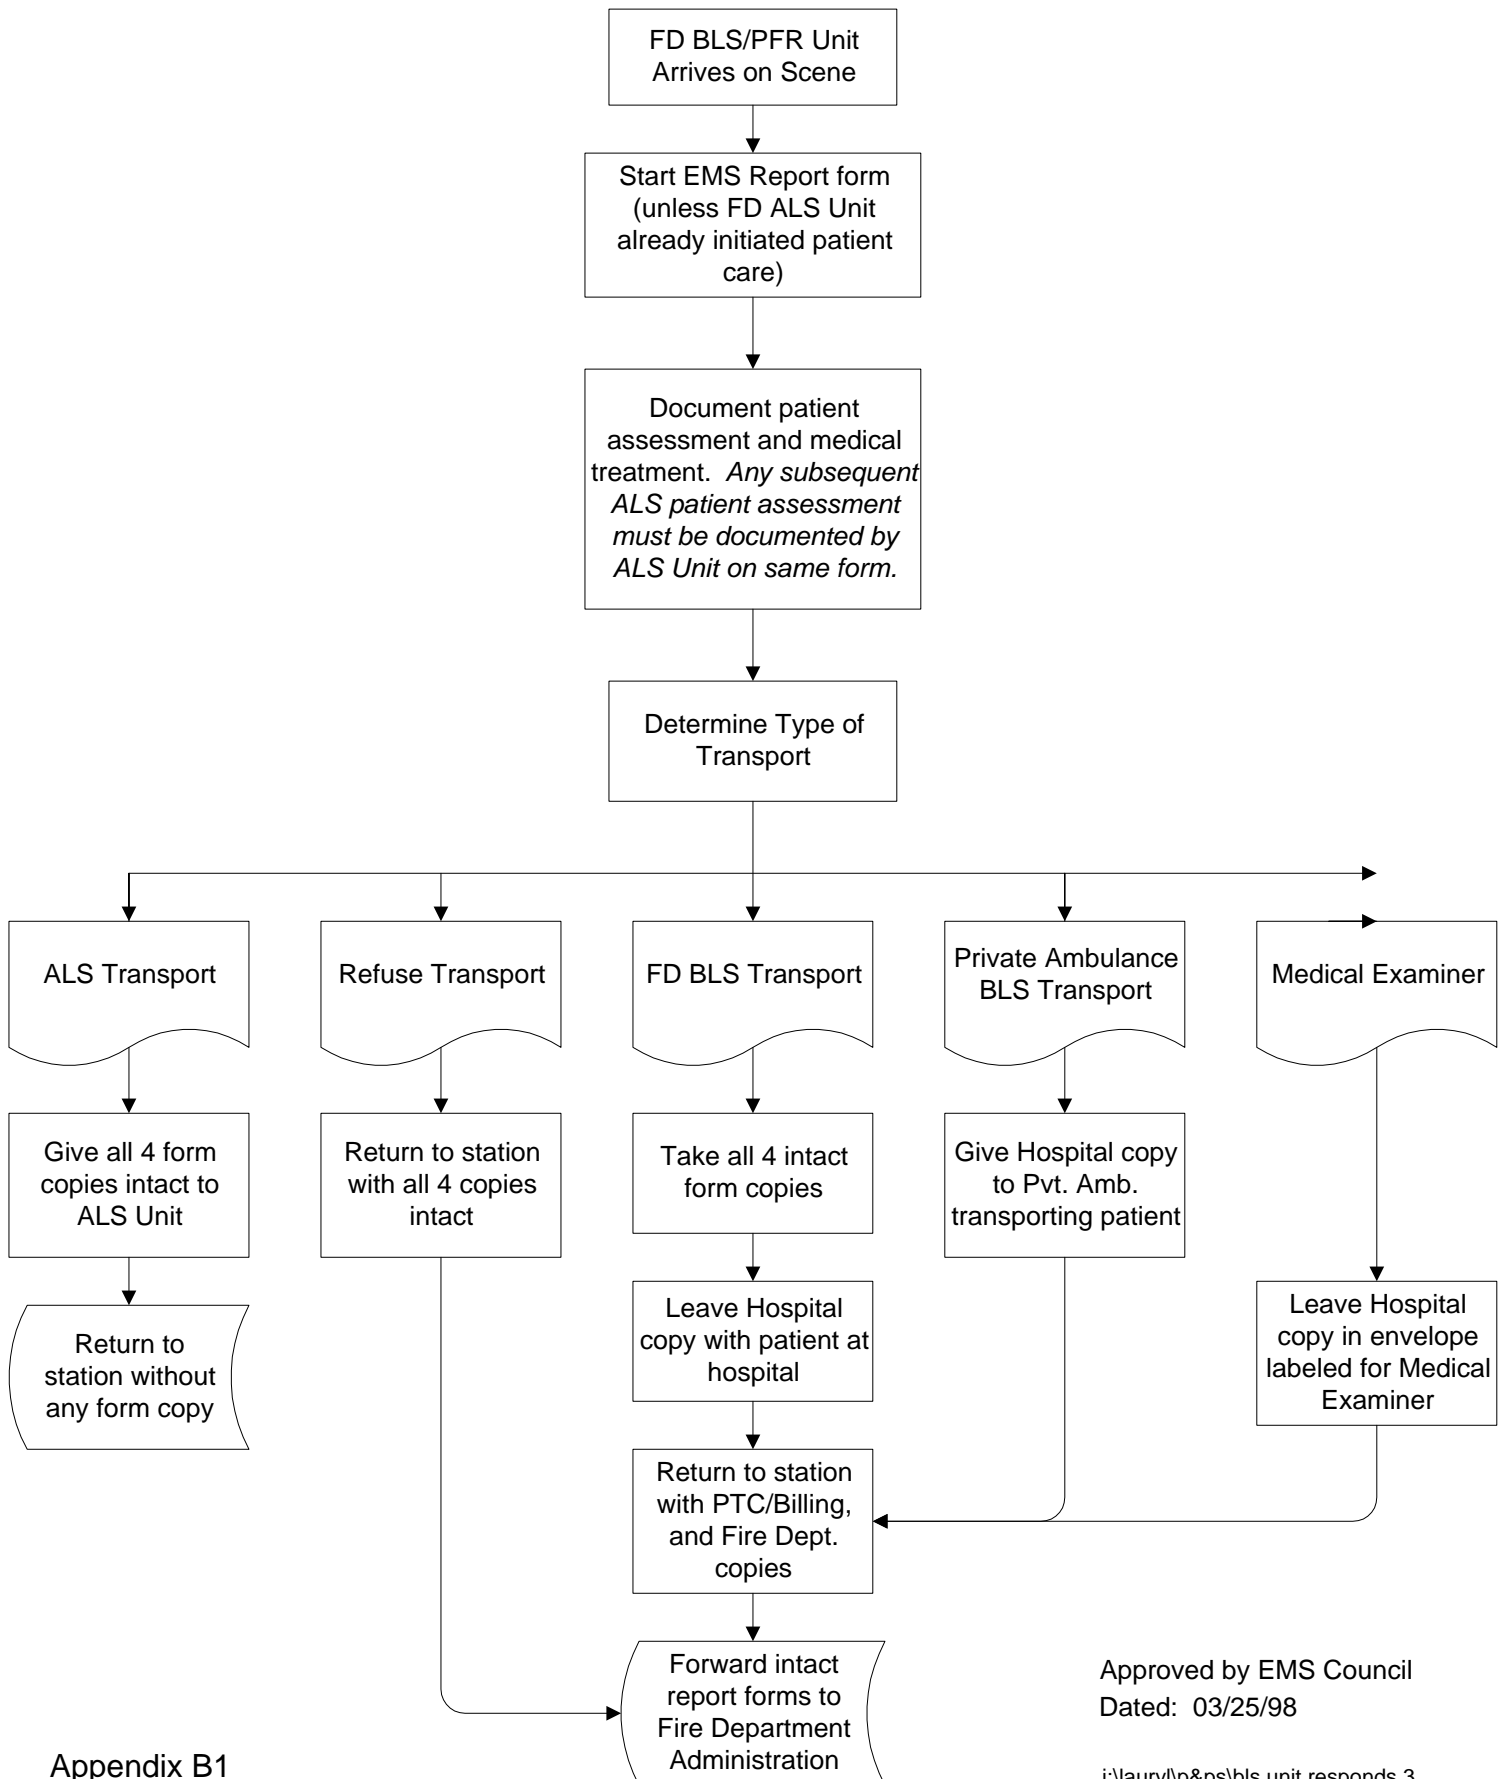 FD BLS/PFR Unit
Arrives on Scene
Start EMS Report form
(unless FD ALS Unit
already initiated patient
care)
Document patient
assessment and medical
treatment.  Any subsequent
ALS patient assessment
must be documented by
ALS Unit on same form.
Determine Type of
Transport
ALS Transport
Refuse Transport
FD BLS Transport
Private Ambulance
BLS Transport
Medical Examiner
Give all 4 form
copies intact to
ALS Unit
Return to station
with all 4 copies
intact
Take all 4 intact
form copies
Give Hospital copy
to Pvt. Amb.
transporting patient
Return to
station without
any form copy
Leave Hospital
copy with patient at
hospital
Leave Hospital
copy in envelope
labeled for Medical
Examiner
Return to station
with PTC/Billing,
and Fire Dept.
copies
Forward intact
report forms to
Fire Department
Administration
Approved by EMS Council
Dated:  03/25/98
Appendix B1
unit responds 3